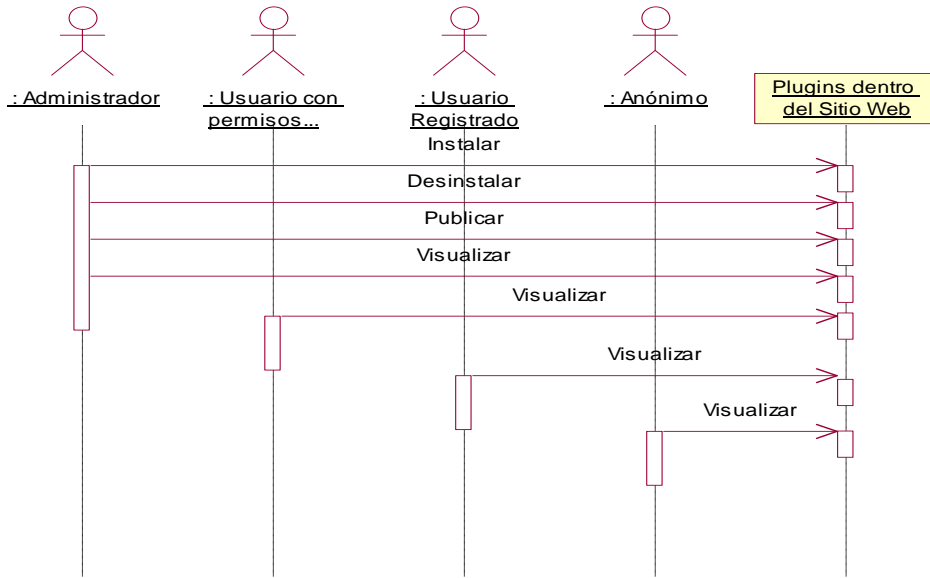 : Administrador
: Usuario con
permisos...
: Usuario
Registrado
: Anónimo
Plugins dentro
del Sitio Web
Instalar
Desinstalar
Publicar
Visualizar
Visualizar
Visualizar
Visualizar